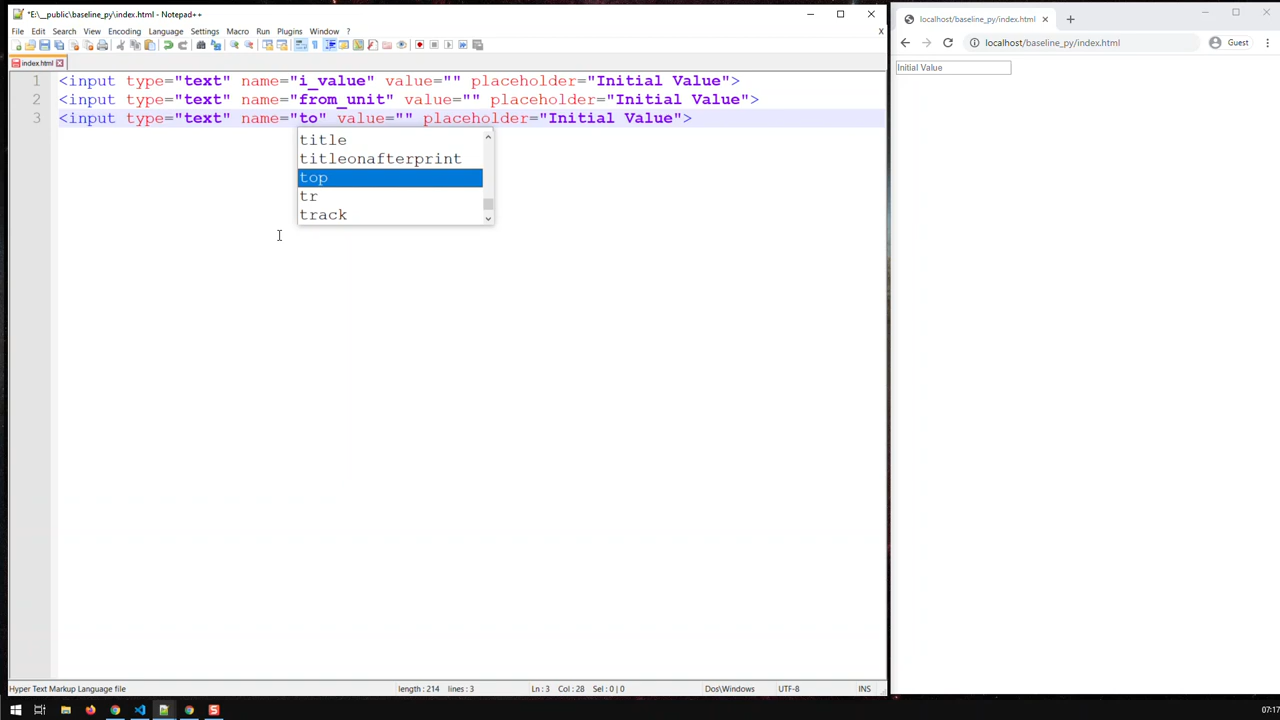 *E:\__public\baseline_py\index.html - Notepad++
File Edit Search View Encoding Language Settings Macro Run Plugins Window ? X
index.html
1 <input type="text" name="i_value" value="" placeholder="Initial Value">
2 <input type="text" name="from_unit" value="" placeholder="Initial Value">
3 <input type="text" name="to" value="" placeholder="Initial Value">
title
titleonafterprint
top
tr
track
Hyper Text Markup Language file length : 214 lines : 3 Ln : 3 Col : 28 Sel : 0 | 0 Dos\Windows UTF-8 INS
localhost/baseline_py/index.html
localhost/baseline_py/index.html Guest
Initial Value
07:17